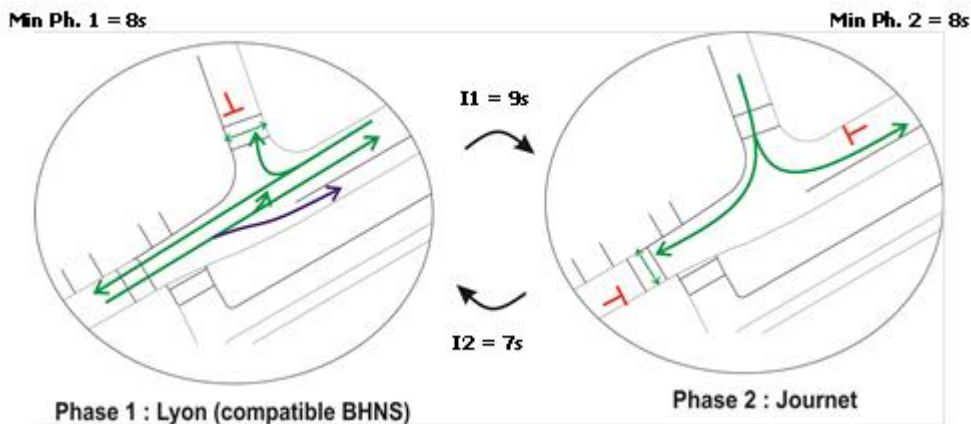 Min Ph. 1 = 8s
Min Ph. 2 = 8s
I1 = 9s
I2 = 7s
Phase 1 : Lyon (compatible BHNS)
Phase 2 : Journet